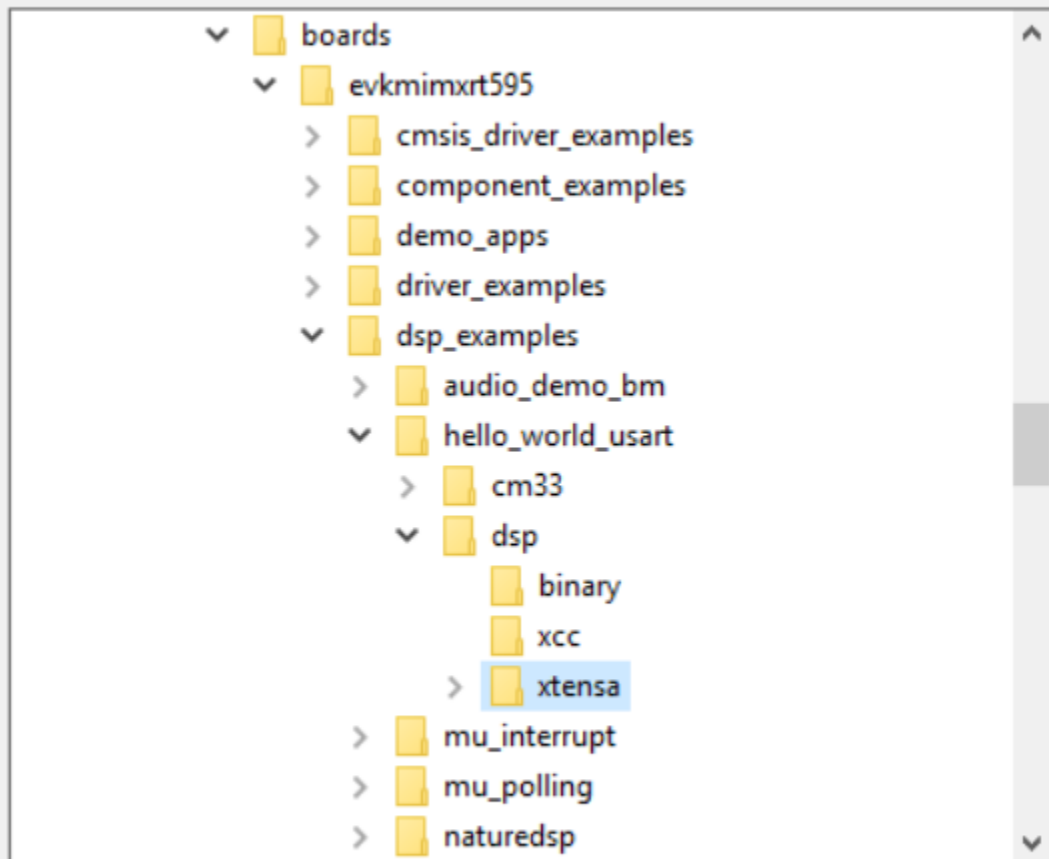 boards
evkmimxrt595
cmsis_driver_examples
component_examples
demo_apps
driver_examples
dsp_examples
audio_demo_bm
hello_world_usart
cm33
dsp
binary
xcc
xtensa
mu_interrupt
mu_polling
naturedsp